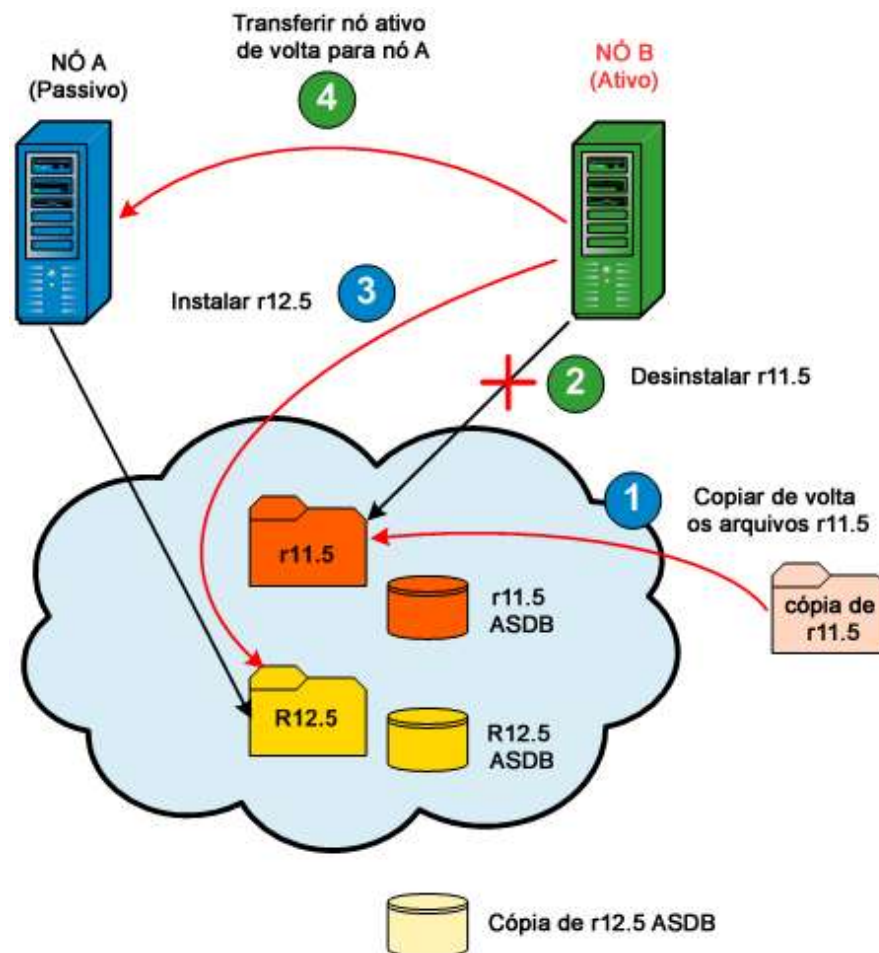 Transferir nó ativo
de volta para nó A
NÓ A
(Passivo)
NÓ B
(Ativo)
4
3
Instalar r12.5
2
Desinstalar r11.5
1
Copiar de volta
os arquivos r11.5
r11.5
cópia de
r11.5
r11.5
ASDB
R12.5
R12.5
ASDB
Cópia de r12.5 ASDB